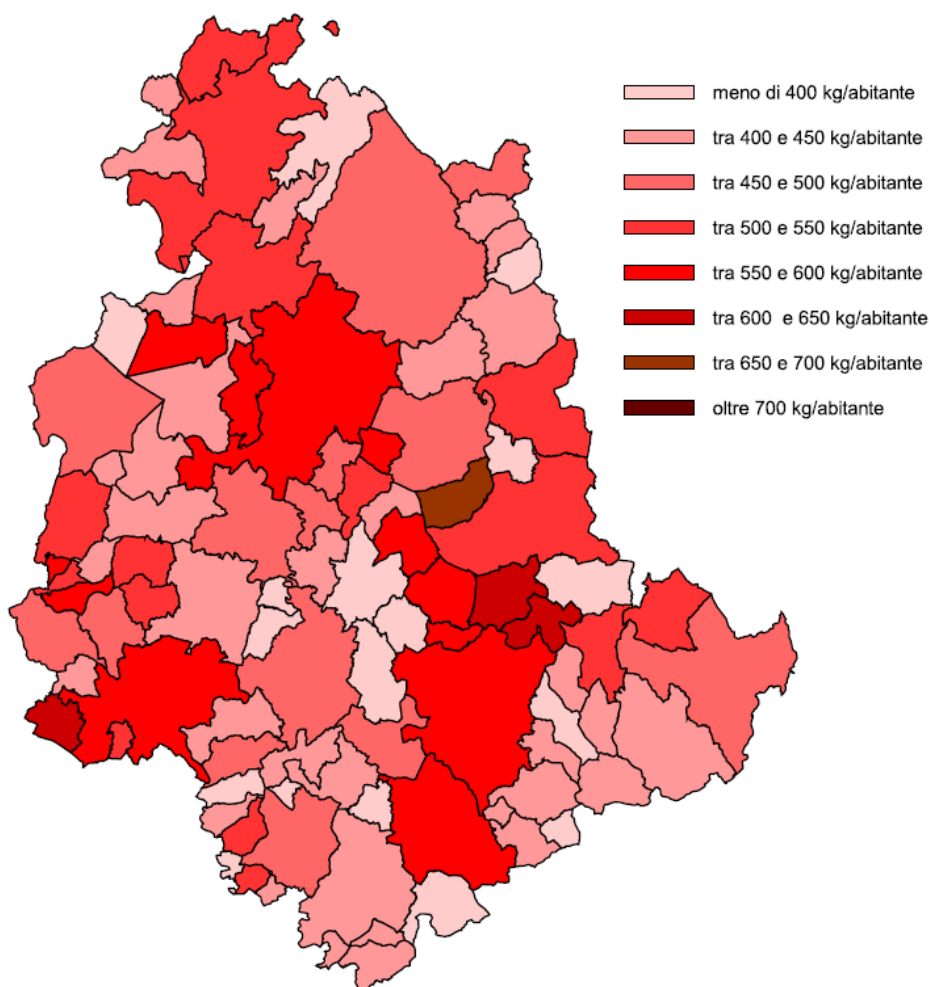 meno di 400 kg/abitante
tra 400 e 450 kg/abitante
tra 450 e 500 kg/abitante
tra 500 e 550 kg/abitante
tra 550 e 600 kg/abitante
tra 600 e 650 kg/abitante
tra 650 e 700 kg/abitante
oltre 700 kg/abitante